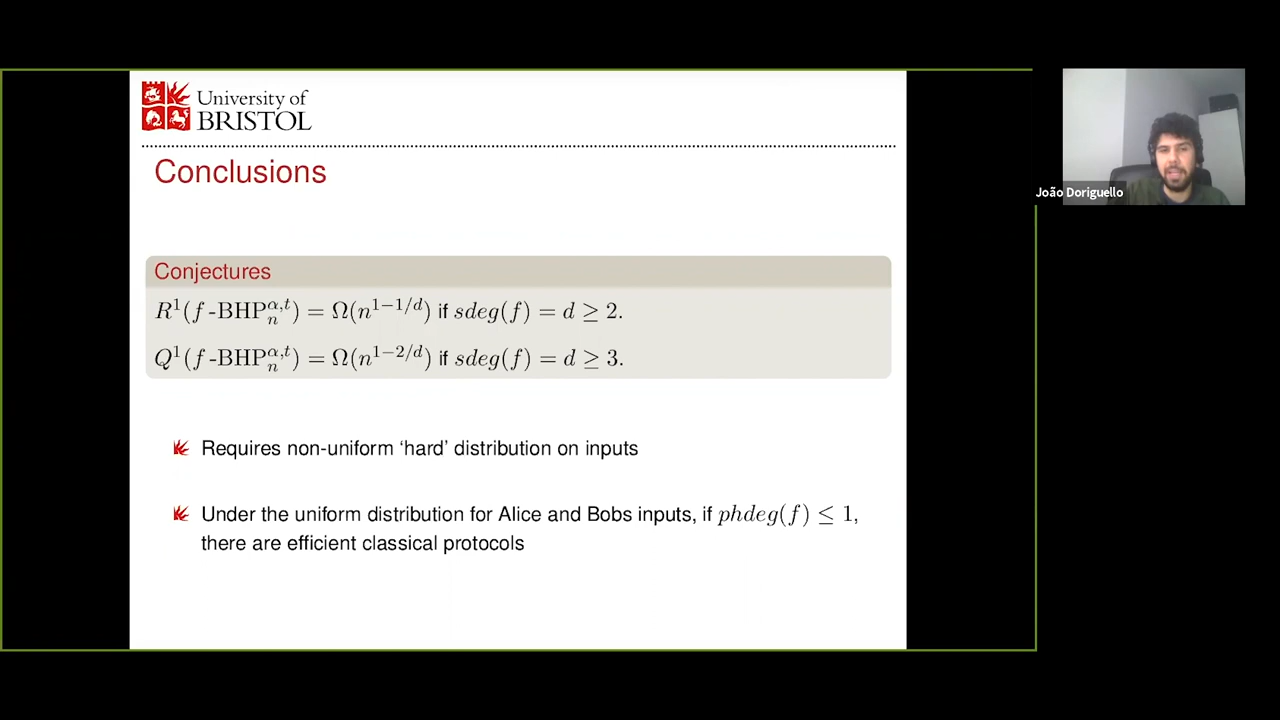 University of
BRISTOL
Conclusions
João Doriguello
Conjectures
R¹(f-BHPₙ^{α,t}) = Ω(n^{1−1/d}) if sdeg(f) = d ≥ 2.
Q¹(f-BHPₙ^{α,t}) = Ω(n^{1−2/d}) if sdeg(f) = d ≥ 3.
Requires non-uniform ‘hard’ distribution on inputs
Under the uniform distribution for Alice and Bobs inputs, if phdeg(f) ≤ 1,
there are efficient classical protocols